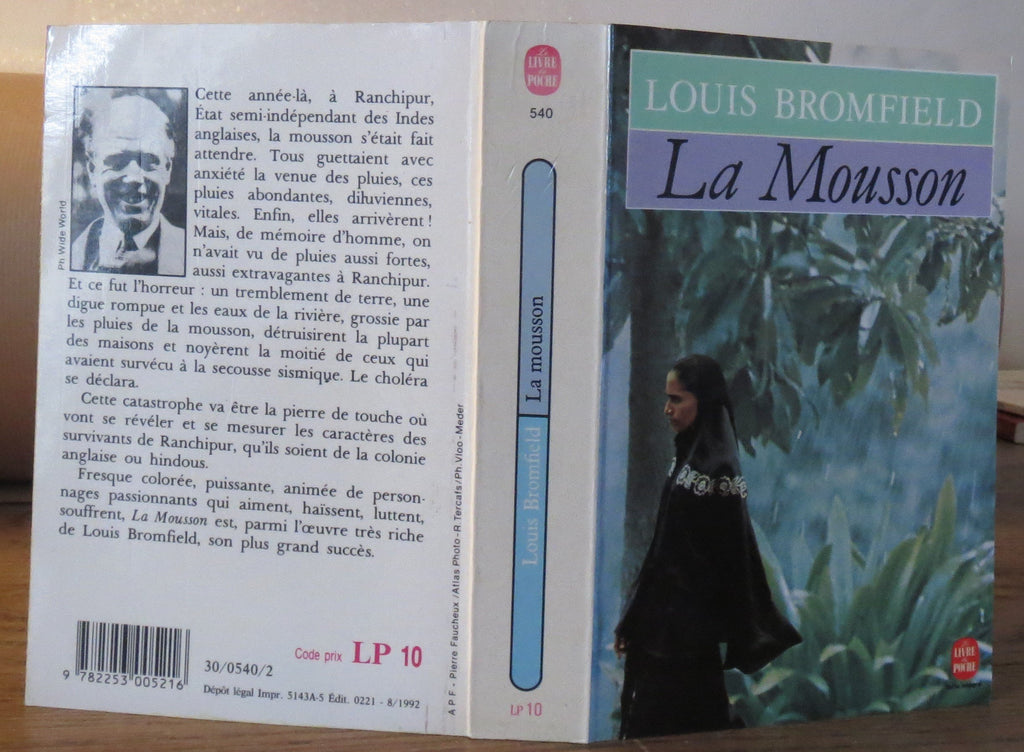 Ph Wide World
Cette année-là, à Ranchipur,
État semi-indépendant des Indes
anglaises, la mousson s'était fait
attendre. Tous guettaient avec
anxiété la venue des pluies, ces
pluies abondantes, diluviennes,
vitales. Enfin, elles arrivèrent !
Mais, de mémoire d'homme, on
n'avait vu de pluies aussi fortes,
aussi extravagantes à Ranchipur.
Et ce fut l'horreur : un tremblement de terre, une
digue rompue et les eaux de la rivière, grossie par
les pluies de la mousson, détruisirent la plupart
des maisons et noyèrent la moitié de ceux qui
avaient survécu à la secousse sismique. Le choléra
se déclara.
Cette catastrophe va être la pierre de touche où
vont se révéler et se mesurer les caractères des
survivants de Ranchipur, qu'ils soient de la colonie
anglaise ou hindous.
Fresque colorée, puissante, animée de person-
nages passionnants qui aiment, haïssent, luttent,
souffrent, La Mousson est, parmi l'œuvre très riche
de Louis Bromfield, son plus grand succès.
9 782253 005216
30/0540/2
Code prix LP 10
Dépôt légal Impr. 5143A-5 Édit. 0221 - 8/1992
A P F - Pierre Faucheux /Atlas Photo-R.Tercafs/Ph.Vloo-Meder
Le
LIVRE
de
POCHE
540
Louis Bromfield La mousson
LP 10
LOUIS BROMFIELD
La Mousson
Le
LIVRE
de
POCHE